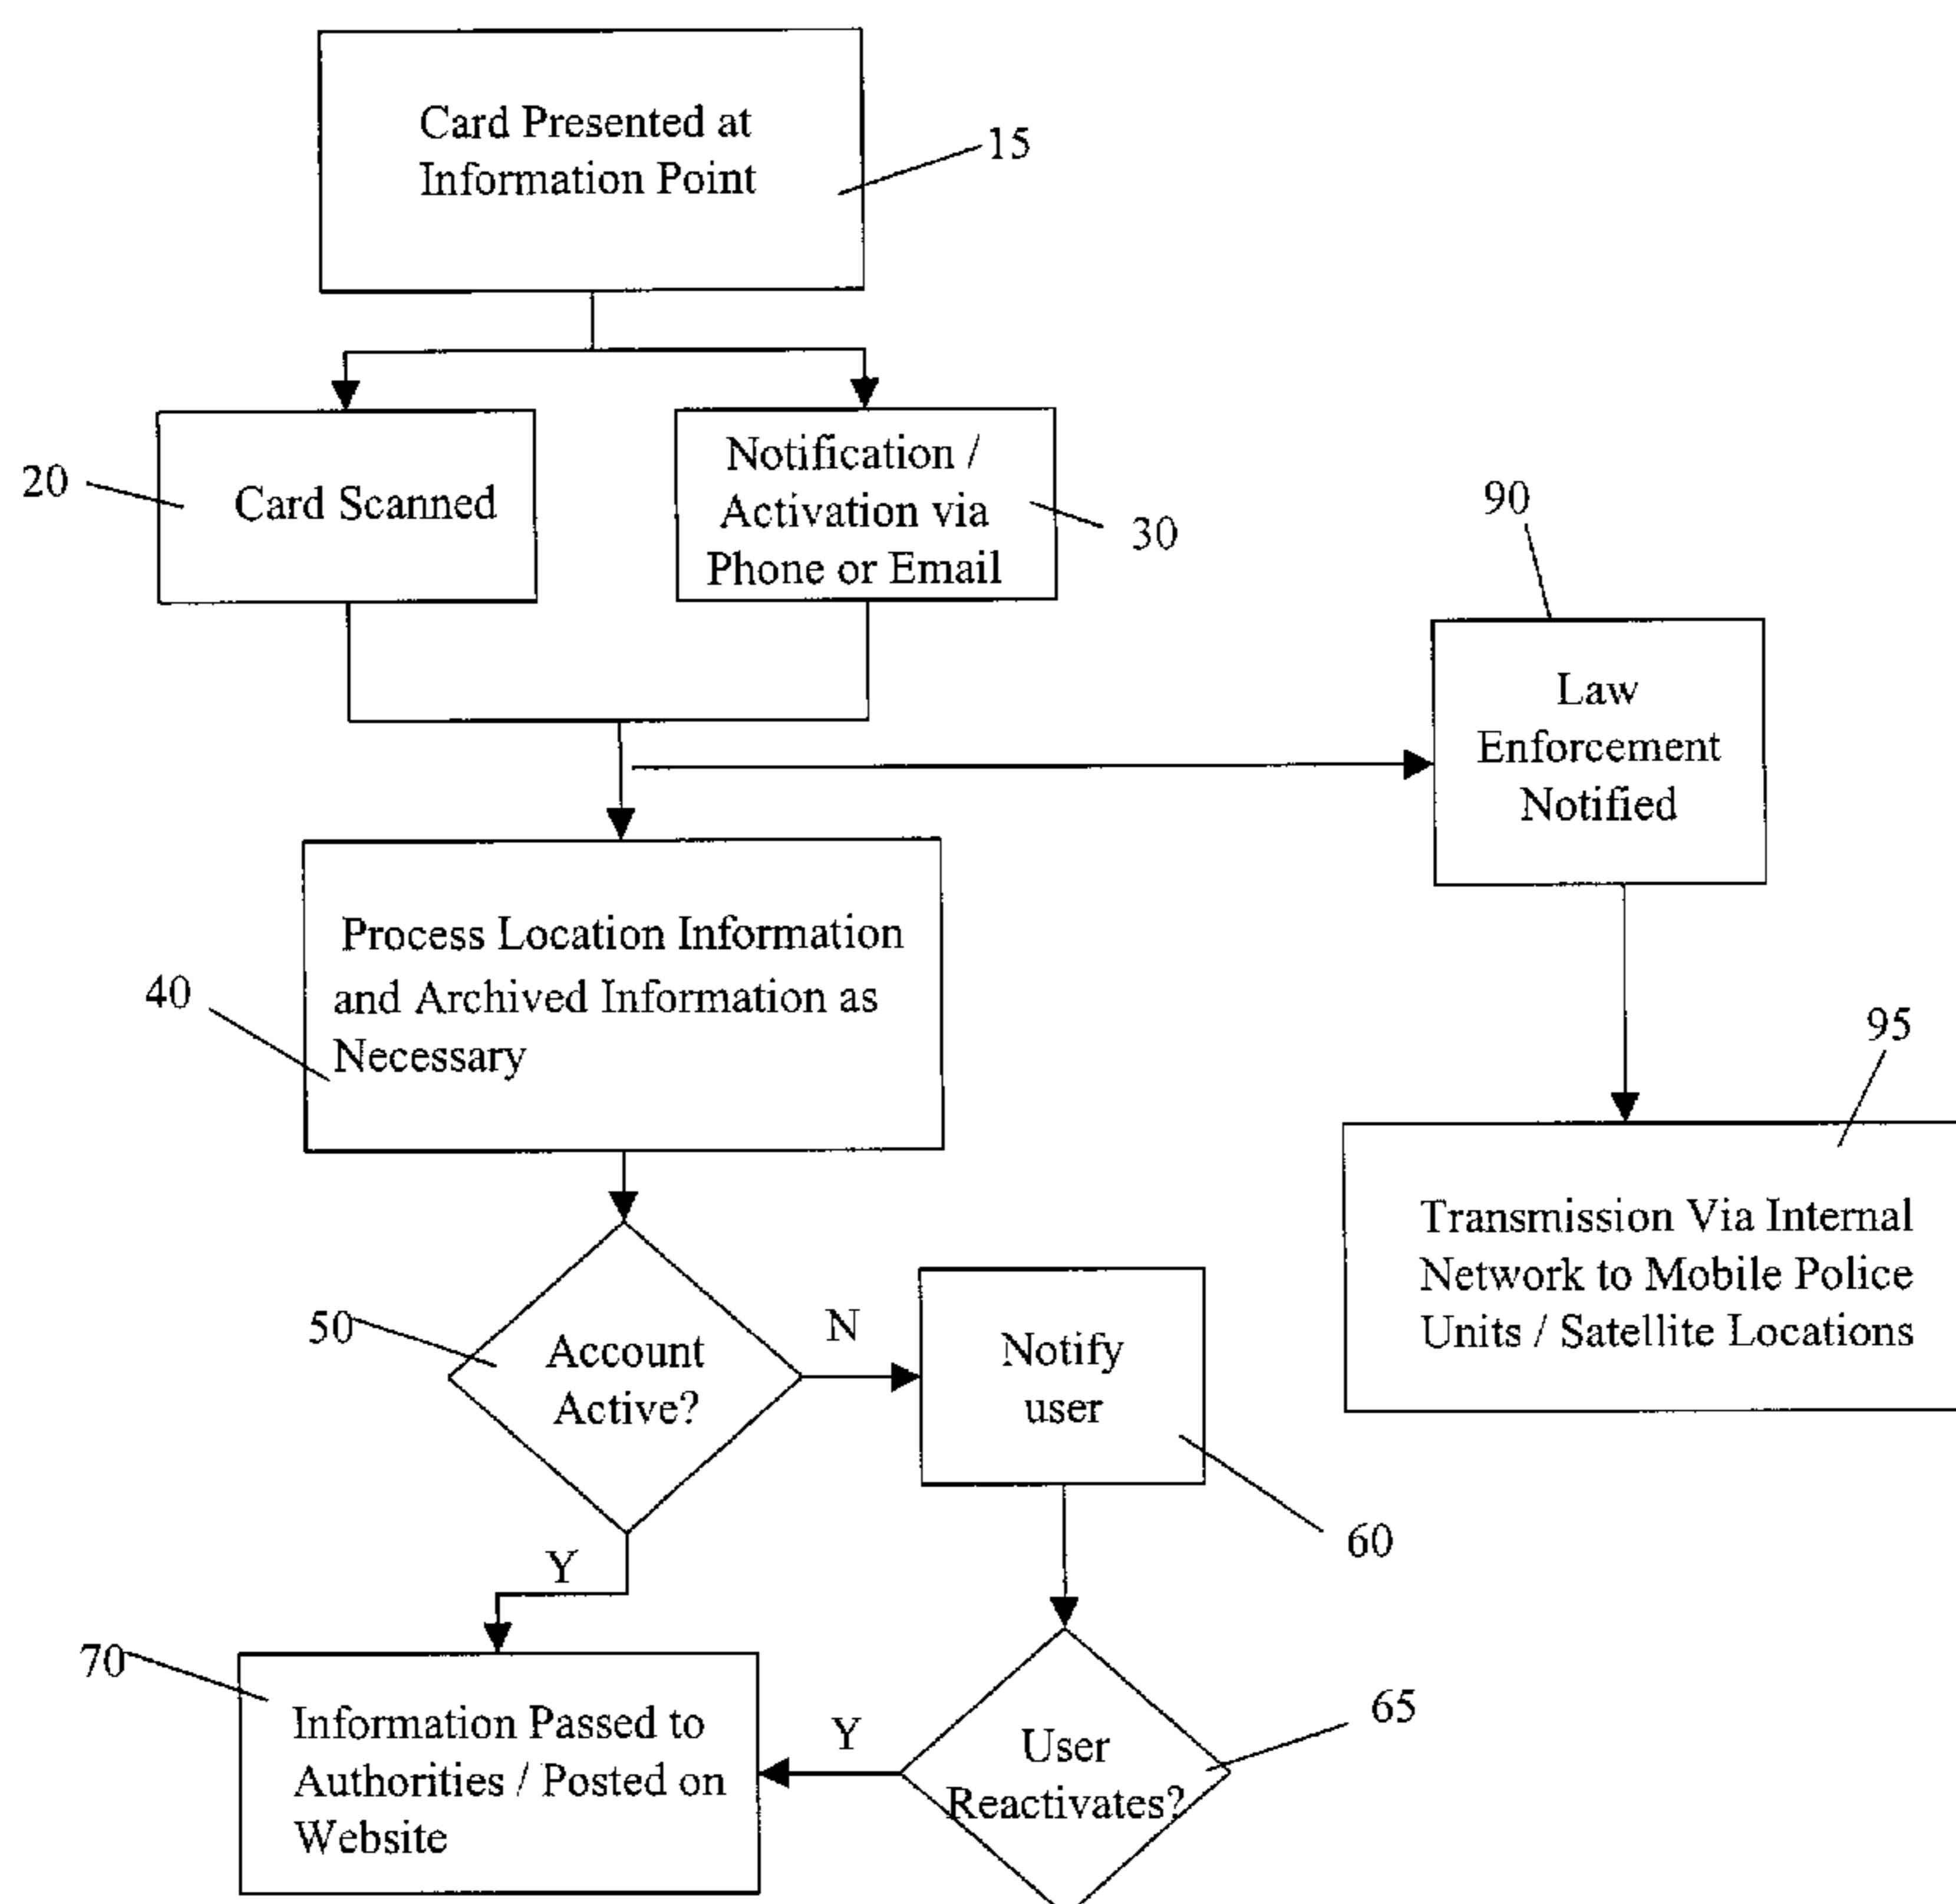 Card Presented at
Information Point
15
20
Card Scanned
Notification /
Activation via
Phone or Email
30
90
Law
Enforcement
Notified
40
Process Location Information
and Archived Information as
Necessary
95
Transmission Via Internal
Network to Mobile Police
Units / Satellite Locations
50
Account
Active?
N
Notify
user
60
Y
70
Information Passed to
Authorities / Posted on
Website
Y
User
Reactivates?
65